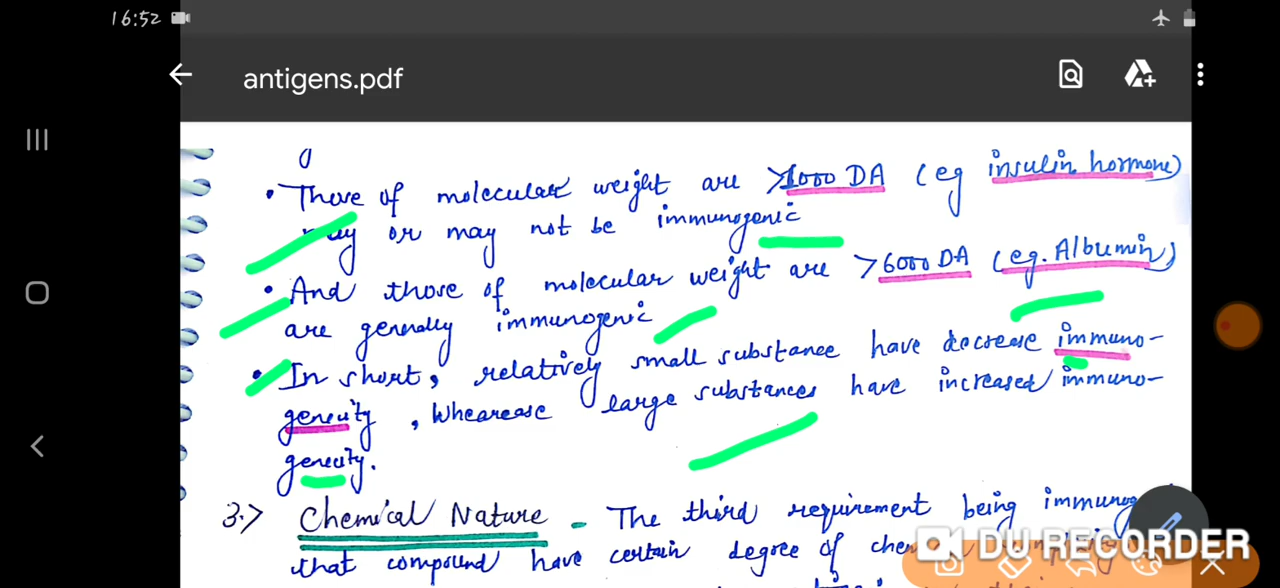 16:52
antigens.pdf
• Those of molecular weight are >1000 DA (eg insulin hormone)
may or may not be immunogenic
• And those of molecular weight are >6000 DA (eg. Albumin)
are generally immunogenic
• In short, relatively small substance have decrease immuno-
genecity, Whearease large substances have increased immuno-
genecity.
3.> Chemical Nature - The third requirement being
that compound have certain degree of
DU RECORDER